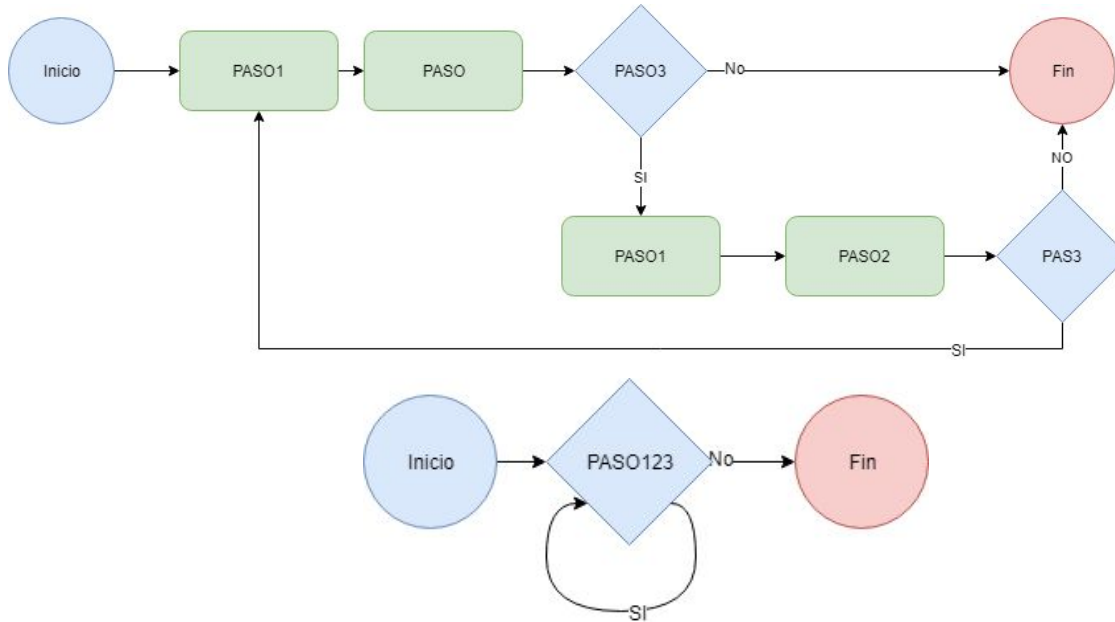 Inicio
PASO1
PASO
PASO3
No
Fin
SI
NO
PASO1
PASO2
PAS3
SI
Inicio
PASO123
No
Fin
SI